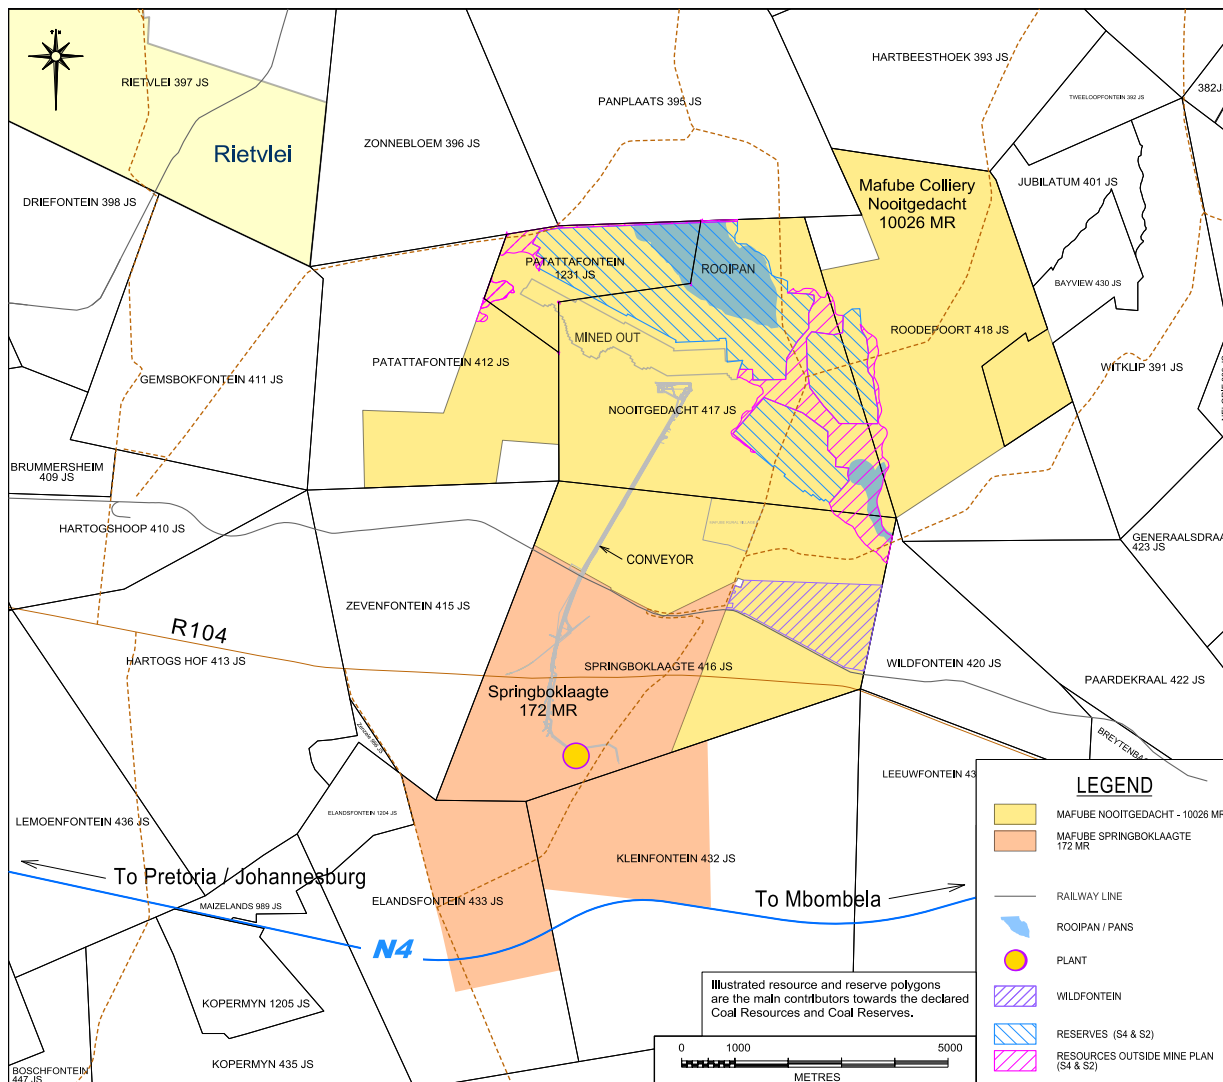 HARTBEESTHOEK 393 JS
382J
RIETVLEI 397 JS
TWEELOOPFONTEIN 392 JS
PANPLAATS 395 JS
ZONNEBLOEM 396 JS
Rietvlei
JUBILATUM 401 JS
Mafube Colliery
Nooitgedacht
10026 MR
DRIEFONTEIN 398 JS
PATATTAFONTEIN
1231 JS
ROOIPAN
BAYVIEW 430 JS
MINED OUT
ROODEPOORT 418 JS
PATATTAFONTEIN 412 JS
WITKLIP 391 JS
GEMSBOKFONTEIN 411 JS
NOOITGEDACHT 417 JS
BRUMMERSHEIM
409 JS
HARTOGSHOOP 410 JS
GENERAALSDRAA
423 JS
CONVEYOR
ZEVENFONTEIN 415 JS
R104
HARTOGS HOF 413 JS
SPRINGBOKLAAGTE 416 JS
WILDFONTEIN 420 JS
PAARDEKRAAL 422 JS
Springboklaagte
172 MR
BREYTENBA
LEEUWFONTEIN 43
LEMOENFONTEIN 436 JS
ELANDSFONTEIN 1204 JS
KLEINFONTEIN 432 JS
To Pretoria / Johannesburg
To Mbombela
MAIZELANDS 989 JS
ELANDSFONTEIN 433 JS
N4
KOPERMYN 1205 JS
KOPERMYN 435 JS
BOSCHFONTEIN
447 JS
Illustrated resource and reserve polygons
are the main contributors towards the declared
Coal Resources and Coal Reserves.
0 1000 5000
METRES
LEGEND
MAFUBE NOOITGEDACHT - 10026 MR
MAFUBE SPRINGBOKLAAGTE
172 MR
RAILWAY LINE
ROOIPAN / PANS
PLANT
WILDFONTEIN
RESERVES (S4 & S2)
RESOURCES OUTSIDE MINE PLAN
(S4 & S2)